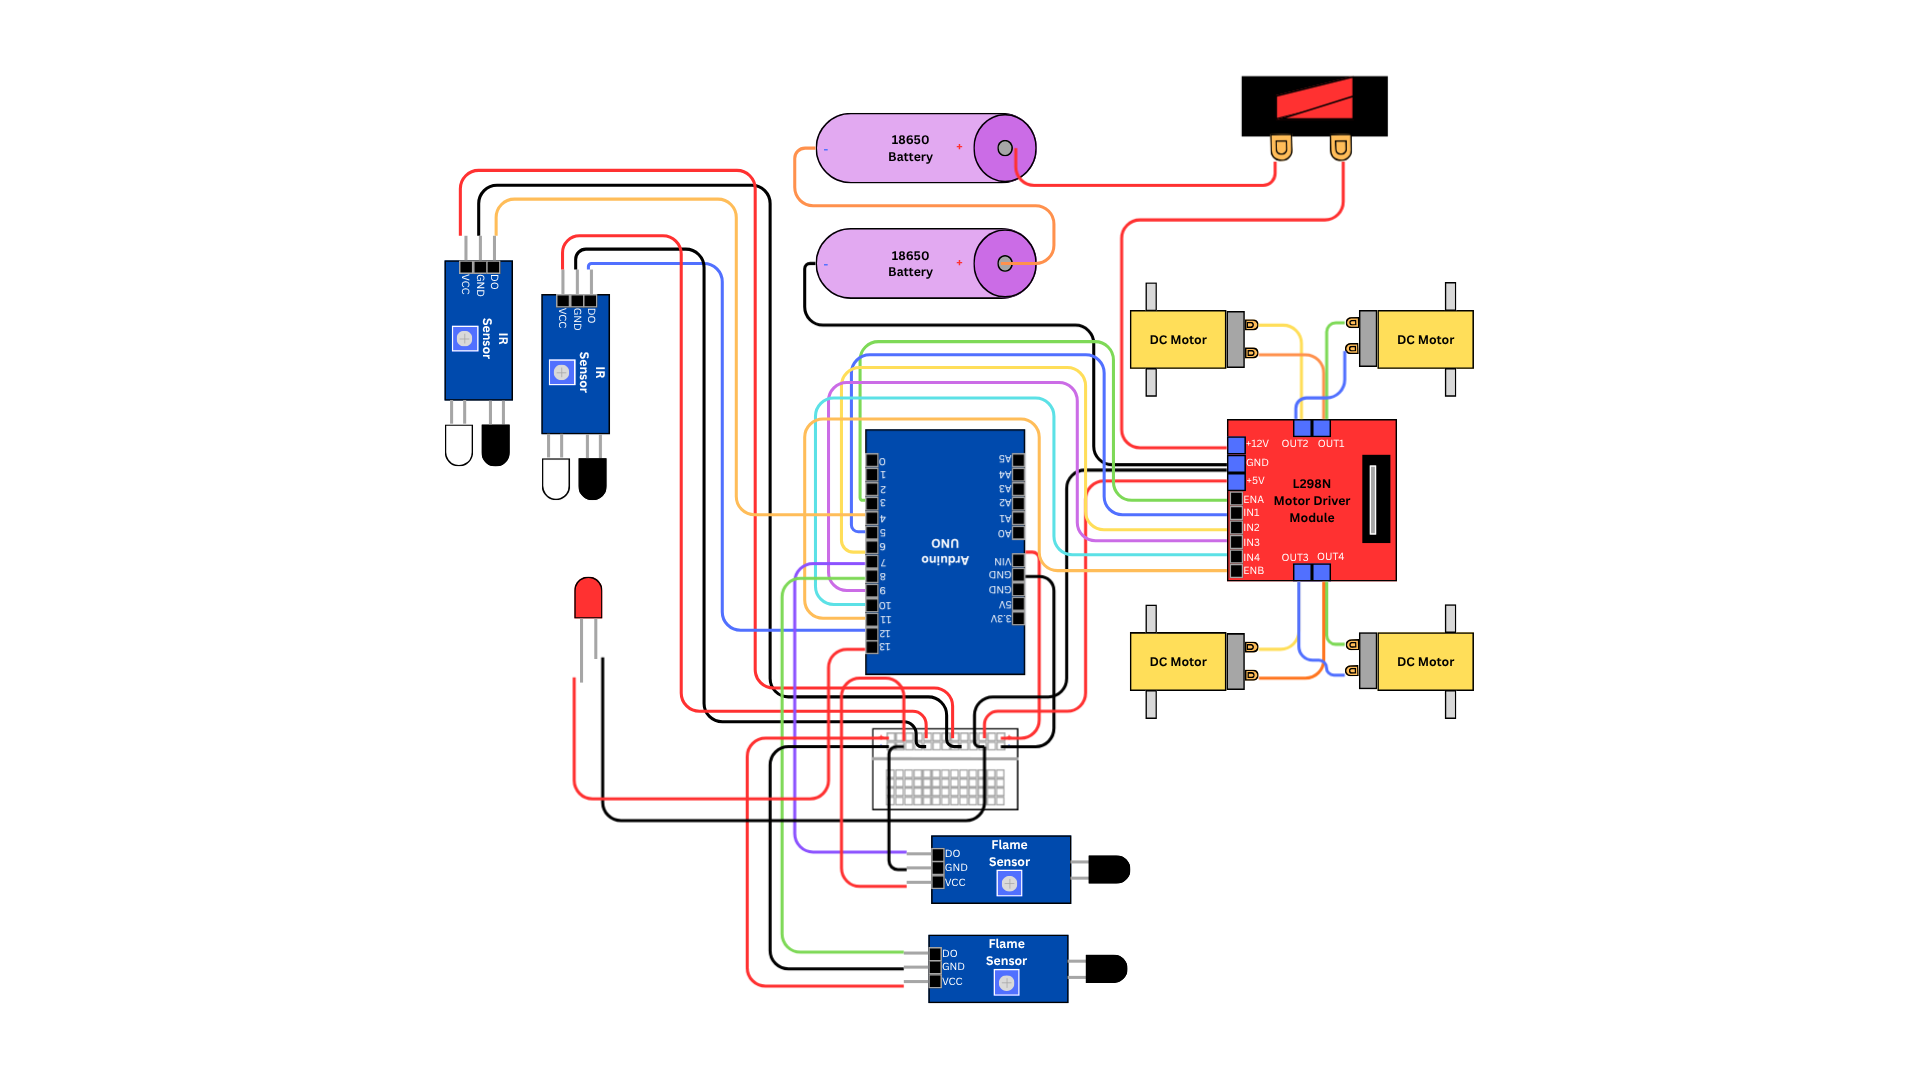 18650
Battery
-
+
18650
Battery
-
+
VCC
GND
DO
IR
Sensor
VCC
GND
DO
IR
Sensor
DC Motor
DC Motor
+12V
GND
+5V
ENA
IN1
IN2
IN3
IN4
ENB
OUT2
OUT1
L298N
Motor Driver
Module
OUT3
OUT4
DC Motor
DC Motor
0
1
2
3
4
5
6
7
8
9
10
11
12
13
Arduino
UNO
A5
A4
A3
A2
A1
A0
VIN
GND
GND
5V
3.3V
DO
GND
VCC
Flame
Sensor
DO
GND
VCC
Flame
Sensor